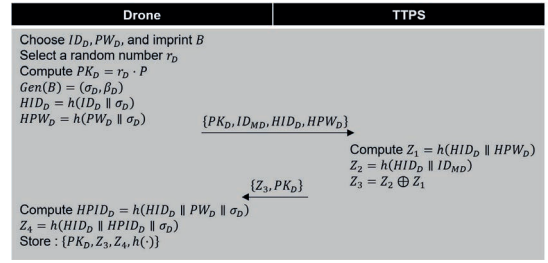 Drone TTPS
Choose ID_D, PW_D, and imprint B
Select a random number r_D
Compute PK_D = r_D · P
Gen(B) = (σ_D, β_D)
HID_D = h(ID_D ∥ σ_D)
HPW_D = h(PW_D ∥ σ_D)
{PK_D, ID_MD, HID_D, HPW_D}
Compute Z_1 = h(HID_D ∥ HPW_D)
Z_2 = h(HID_D ∥ ID_MD)
Z_3 = Z_2 ⊕ Z_1
{Z_3, PK_D}
Compute HPID_D = h(HID_D ∥ PW_D ∥ σ_D)
Z_4 = h(HID_D ∥ HPID_D ∥ σ_D)
Store : {PK_D, Z_3, Z_4, h(·)}